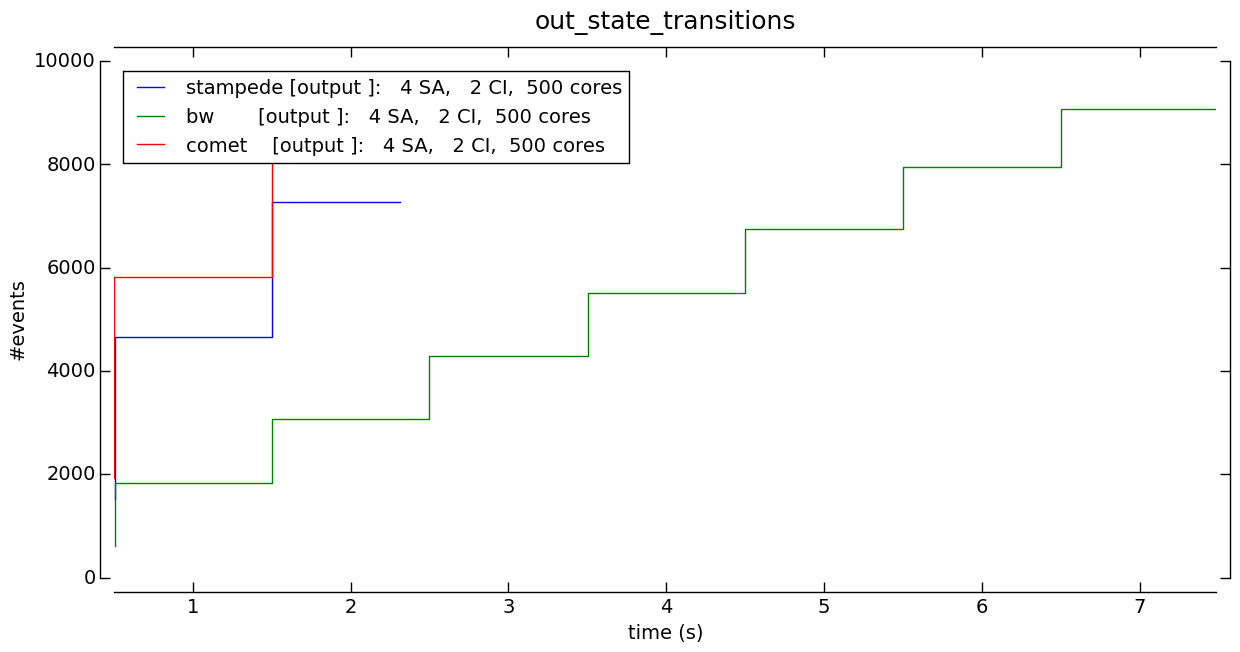 out_state_transitions
10000
8000
6000
4000
2000
0
#events
stampede [output ]:   4 SA,   2 CI,  500 cores
bw       [output ]:   4 SA,   2 CI,  500 cores
comet    [output ]:   4 SA,   2 CI,  500 cores
1 2 3 4 5 6 7
time (s)